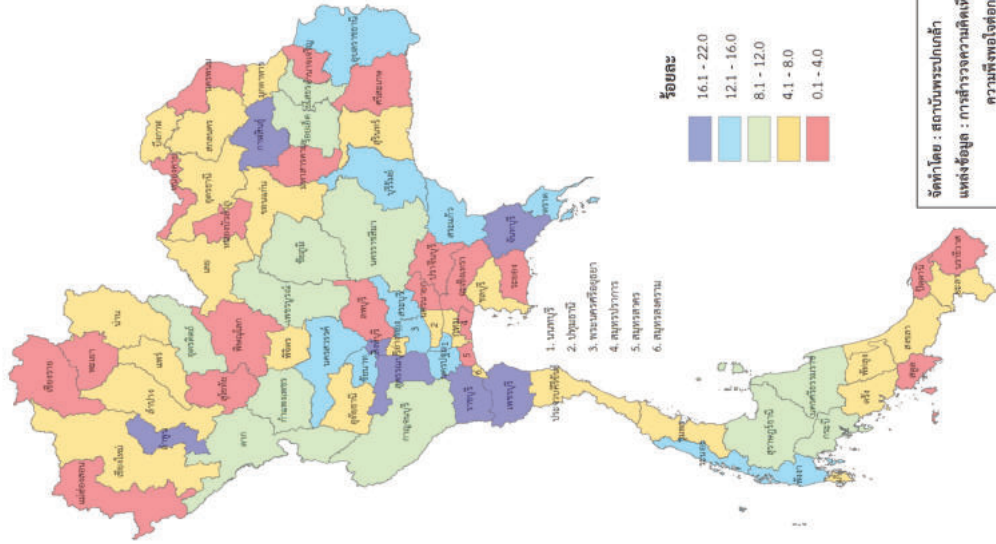 แม่ฮ่องสอน
เชียงใหม่
เชียงราย
พะเยา
น่าน
ลำพูน
ลำปาง
แพร่
อุตรดิตถ์
ตาก
สุโขทัย
พิษณุโลก
กำแพงเพชร
พิจิตร
เพชรบูรณ์
นครสวรรค์
อุทัยธานี
ชัยนาท
ลพบุรี
สิงห์บุรี
สระบุรี
สุพรรณบุรี
กาญจนบุรี
นครปฐม
ราชบุรี
เพชรบุรี
ประจวบคีรีขันธ์
เลย
หนองบัวลำภู
อุดรธานี
หนองคาย
บึงกาฬ
สกลนคร
นครพนม
ขอนแก่น
กาฬสินธุ์
มุกดาหาร
มหาสารคาม
ร้อยเอ็ด
ยโสธร
อำนาจเจริญ
อุบลราชธานี
ศรีสะเกษ
สุรินทร์
บุรีรัมย์
ชัยภูมิ
นครราชสีมา
นครนายก
ปราจีนบุรี
สระแก้ว
ฉะเชิงเทรา
ชลบุรี
ระยอง
จันทบุรี
ตราด
กทม.
1
2
3
4
5
6
1. นนทบุรี
2. ปทุมธานี
3. พระนครศรีอยุธยา
4. สมุทรปราการ
5. สมุทรสาคร
6. สมุทรสงคราม
ชุมพร
ระนอง
สุราษฎร์ธานี
พังงา
กระบี่
นครศรีธรรมราช
ตรัง
พัทลุง
สงขลา
สตูล
ปัตตานี
ยะลา
นราธิวาส
ร้อยละ
16.1 - 22.0
12.1 - 16.0
8.1 - 12.0
4.1 - 8.0
0.1 - 4.0
จัดทำโดย : สถาบันพระปกเกล้า
แหล่งข้อมูล : การสำรวจความคิดเห็
ความพึงพอใจต่อก